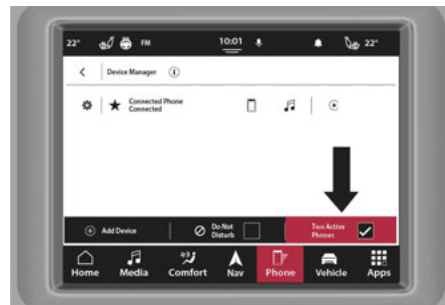 22° FM 10:01 22°
Device Manager
Connected Phone
Connected
Add Device
Do Not
Disturb
Two Active
Phones
Home Media Comfort Nav Phone Vehicle Apps